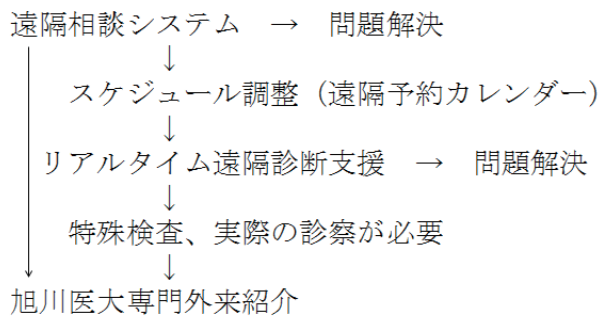 遠隔相談システム　→　問題解決
↓
スケジュール調整（遠隔予約カレンダー）
↓
リアルタイム遠隔診断支援　→　問題解決
↓
特殊検査、実際の診察が必要
↓
旭川医大専門外来紹介